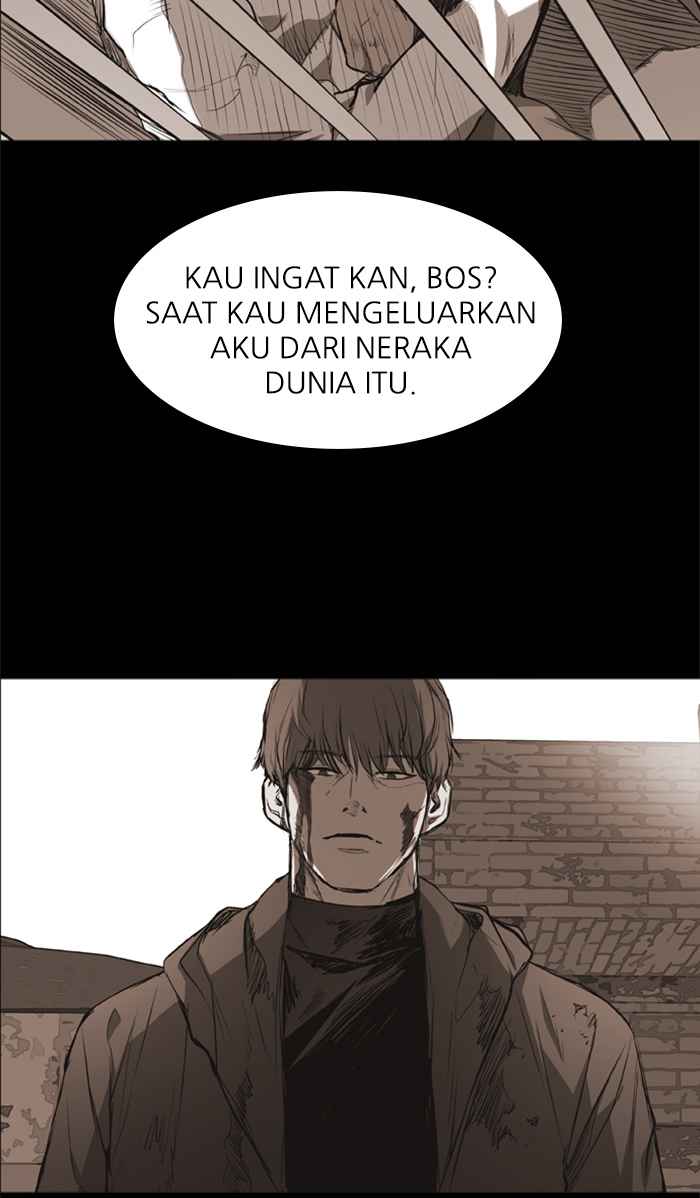 KAU INGAT KAN, BOS?
SAAT KAU MENGELUARKAN
AKU DARI NERAKA
DUNIA ITU.